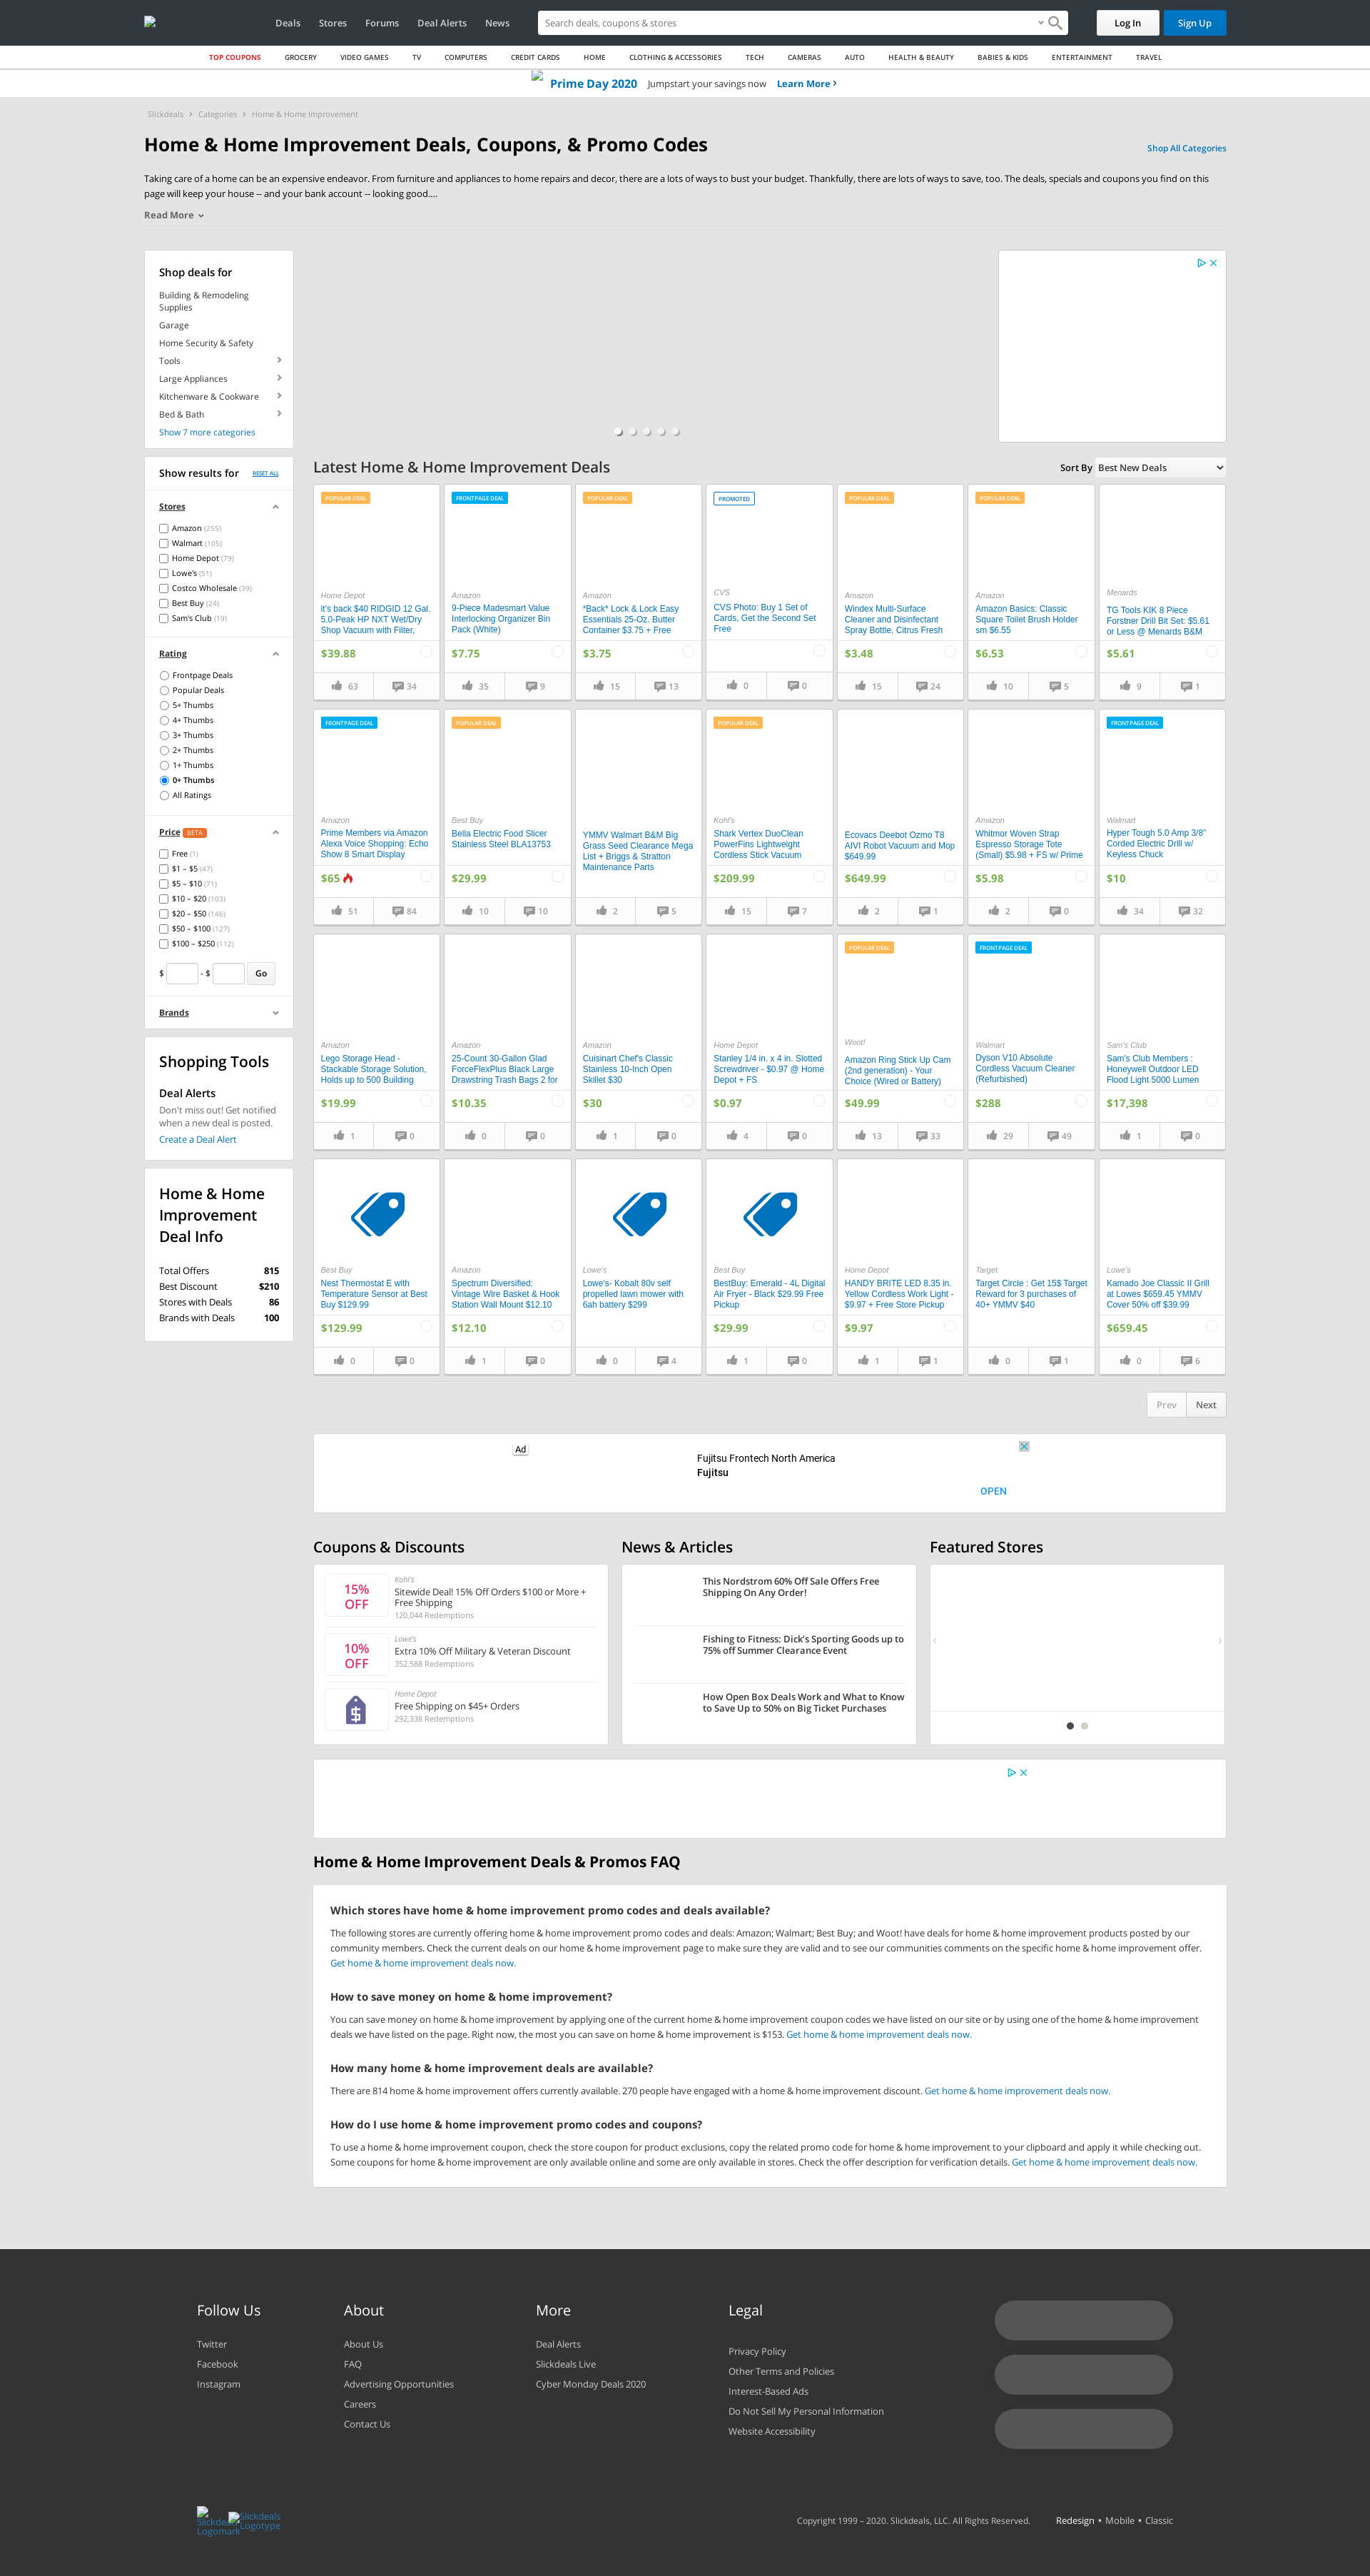 Deals Stores Forums Deal Alerts News
Search deals, coupons & stores
Log In Sign Up
TOP COUPONS GROCERY VIDEO GAMES TV COMPUTERS CREDIT CARDS HOME CLOTHING & ACCESSORIES TECH CAMERAS AUTO HEALTH & BEAUTY BABIES & KIDS ENTERTAINMENT TRAVEL
Prime Day 2020 Jumpstart your savings now Learn More
Slickdeals Categories Home & Home Improvement
Home & Home Improvement Deals, Coupons, & Promo Codes
Shop All Categories
Taking care of a home can be an expensive endeavor. From furniture and appliances to home repairs and decor, there are a lots of ways to bust your budget. Thankfully, there are lots of ways to save, too. The deals, specials and coupons you find on this
page will keep your house -- and your bank account -- looking good....
Read More
Shop deals for
Building & Remodeling
Supplies
Garage
Home Security & Safety
Tools
Large Appliances
Kitchenware & Cookware
Bed & Bath
Show 7 more categories
Show results for RESET ALL
Stores
Amazon (255)
Walmart (105)
Home Depot (79)
Lowe's (51)
Costco Wholesale (39)
Best Buy (24)
Sam's Club (19)
Rating
Frontpage Deals
Popular Deals
5+ Thumbs
4+ Thumbs
3+ Thumbs
2+ Thumbs
1+ Thumbs
0+ Thumbs
All Ratings
Price BETA
Free (1)
$1 – $5 (47)
$5 – $10 (71)
$10 – $20 (103)
$20 – $50 (146)
$50 – $100 (127)
$100 – $250 (112)
$ - $ Go
Brands
Shopping Tools
Deal Alerts
Don't miss out! Get notified
when a new deal is posted.
Create a Deal Alert
Home & Home
Improvement
Deal Info
Total Offers 815
Best Discount $210
Stores with Deals 86
Brands with Deals 100
Latest Home & Home Improvement Deals
Sort By Best New Deals
POPULAR DEAL
Home Depot
it's back $40 RIDGID 12 Gal.
5.0-Peak HP NXT Wet/Dry
Shop Vacuum with Filter,
$39.88
63 34
FRONTPAGE DEAL
Amazon
9-Piece Madesmart Value
Interlocking Organizer Bin
Pack (White)
$7.75
35 9
POPULAR DEAL
Amazon
*Back* Lock & Lock Easy
Essentials 25-Oz. Butter
Container $3.75 + Free
$3.75
15 13
PROMOTED
CVS
CVS Photo: Buy 1 Set of
Cards, Get the Second Set
Free
0 0
POPULAR DEAL
Amazon
Windex Multi-Surface
Cleaner and Disinfectant
Spray Bottle, Citrus Fresh
$3.48
15 24
POPULAR DEAL
Amazon
Amazon Basics: Classic
Square Toilet Brush Holder
sm $6.55
$6.53
10 5
Menards
TG Tools KIK 8 Piece
Forstner Drill Bit Set: $5.61
or Less @ Menards B&M
$5.61
9 1
FRONTPAGE DEAL
Amazon
Prime Members via Amazon
Alexa Voice Shopping: Echo
Show 8 Smart Display
$65
51 84
POPULAR DEAL
Best Buy
Bella Electric Food Slicer
Stainless Steel BLA13753
$29.99
10 10
YMMV Walmart B&M Big
Grass Seed Clearance Mega
List + Briggs & Stratton
Maintenance Parts
2 5
POPULAR DEAL
Kohl's
Shark Vertex DuoClean
PowerFins Lightweight
Cordless Stick Vacuum
$209.99
15 7
Ecovacs Deebot Ozmo T8
AIVI Robot Vacuum and Mop
$649.99
$649.99
2 1
Amazon
Whitmor Woven Strap
Espresso Storage Tote
(Small) $5.98 + FS w/ Prime
$5.98
2 0
FRONTPAGE DEAL
Walmart
Hyper Tough 5.0 Amp 3/8"
Corded Electric Drill w/
Keyless Chuck
$10
34 32
Amazon
Lego Storage Head -
Stackable Storage Solution,
Holds up to 500 Building
$19.99
1 0
Amazon
25-Count 30-Gallon Glad
ForceFlexPlus Black Large
Drawstring Trash Bags 2 for
$10.35
0 0
Amazon
Cuisinart Chef's Classic
Stainless 10-Inch Open
Skillet $30
$30
1 0
Home Depot
Stanley 1/4 in. x 4 in. Slotted
Screwdriver - $0.97 @ Home
Depot + FS
$0.97
4 0
POPULAR DEAL
Woot!
Amazon Ring Stick Up Cam
(2nd generation) - Your
Choice (Wired or Battery)
$49.99
13 33
FRONTPAGE DEAL
Walmart
Dyson V10 Absolute
Cordless Vacuum Cleaner
(Refurbished)
$288
29 49
Sam's Club
Sam's Club Members :
Honeywell Outdoor LED
Flood Light 5000 Lumen
$17,398
1 0
Best Buy
Nest Thermostat E with
Temperature Sensor at Best
Buy $129.99
$129.99
0 0
Amazon
Spectrum Diversified:
Vintage Wire Basket & Hook
Station Wall Mount $12.10
$12.10
1 0
Lowe's
Lowe's- Kobalt 80v self
propelled lawn mower with
6ah battery $299
0 4
Best Buy
BestBuy: Emerald - 4L Digital
Air Fryer - Black $29.99 Free
Pickup
$29.99
1 0
Home Depot
HANDY BRITE LED 8.35 in.
Yellow Cordless Work Light -
$9.97 + Free Store Pickup
$9.97
1 1
Target
Target Circle : Get 15$ Target
Reward for 3 purchases of
40+ YMMV $40
0 1
Lowe's
Kamado Joe Classic II Grill
at Lowes $659.45 YMMV
Cover 50% off $39.99
$659.45
0 6
Prev Next
Ad
Fujitsu Frontech North America
Fujitsu
OPEN
Coupons & Discounts
15%
OFF
Kohl's
Sitewide Deal! 15% Off Orders $100 or More +
Free Shipping
120,044 Redemptions
10%
OFF
Lowe's
Extra 10% Off Military & Veteran Discount
352,588 Redemptions
Home Depot
Free Shipping on $45+ Orders
292,338 Redemptions
News & Articles
This Nordstrom 60% Off Sale Offers Free
Shipping On Any Order!
Fishing to Fitness: Dick's Sporting Goods up to
75% off Summer Clearance Event
How Open Box Deals Work and What to Know
to Save Up to 50% on Big Ticket Purchases
Featured Stores
Home & Home Improvement Deals & Promos FAQ
Which stores have home & home improvement promo codes and deals available?
The following stores are currently offering home & home improvement promo codes and deals: Amazon; Walmart; Best Buy; and Woot! have deals for home & home improvement products posted by our
community members. Check the current deals on our home & home improvement page to make sure they are valid and to see our communities comments on the specific home & home improvement offer.
Get home & home improvement deals now.
How to save money on home & home improvement?
You can save money on home & home improvement by applying one of the current home & home improvement coupon codes we have listed on our site or by using one of the home & home improvement
deals we have listed on the page. Right now, the most you can save on home & home improvement is $153. Get home & home improvement deals now.
How many home & home improvement deals are available?
There are 814 home & home improvement offers currently available. 270 people have engaged with a home & home improvement discount. Get home & home improvement deals now.
How do I use home & home improvement promo codes and coupons?
To use a home & home improvement coupon, check the store coupon for product exclusions, copy the related promo code for home & home improvement to your clipboard and apply it while checking out.
Some coupons for home & home improvement are only available online and some are only available in stores. Check the offer description for verification details. Get home & home improvement deals now.
Follow Us
Twitter
Facebook
Instagram
About
About Us
FAQ
Advertising Opportunities
Careers
Contact Us
More
Deal Alerts
Slickdeals Live
Cyber Monday Deals 2020
Legal
Privacy Policy
Other Terms and Policies
Interest-Based Ads
Do Not Sell My Personal Information
Website Accessibility
Slickdeals
Logomark
Slickdeals
Logotype
Copyright 1999 – 2020. Slickdeals, LLC. All Rights Reserved. Redesign • Mobile • Classic